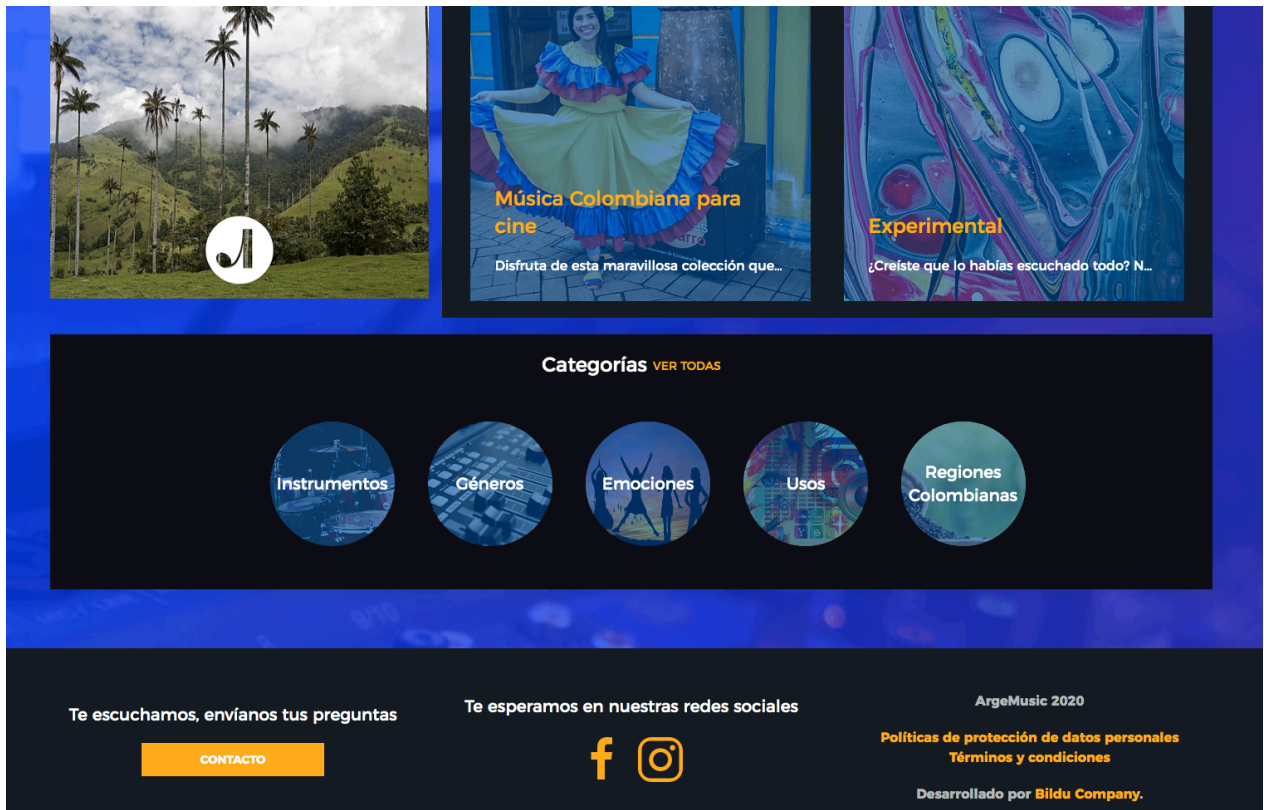 Música Colombiana para
cine
Disfruta de esta maravillosa colección que...
Experimental
¿Creíste que lo habías escuchado todo? N...
Categorías VER TODAS
Instrumentos
Géneros
Emociones
Usos
Regiones
Colombianas
Te escuchamos, envíanos tus preguntas
CONTACTO
Te esperamos en nuestras redes sociales
ArgeMusic 2020
Políticas de protección de datos personales
Términos y condiciones
Desarrollado por Bildu Company.